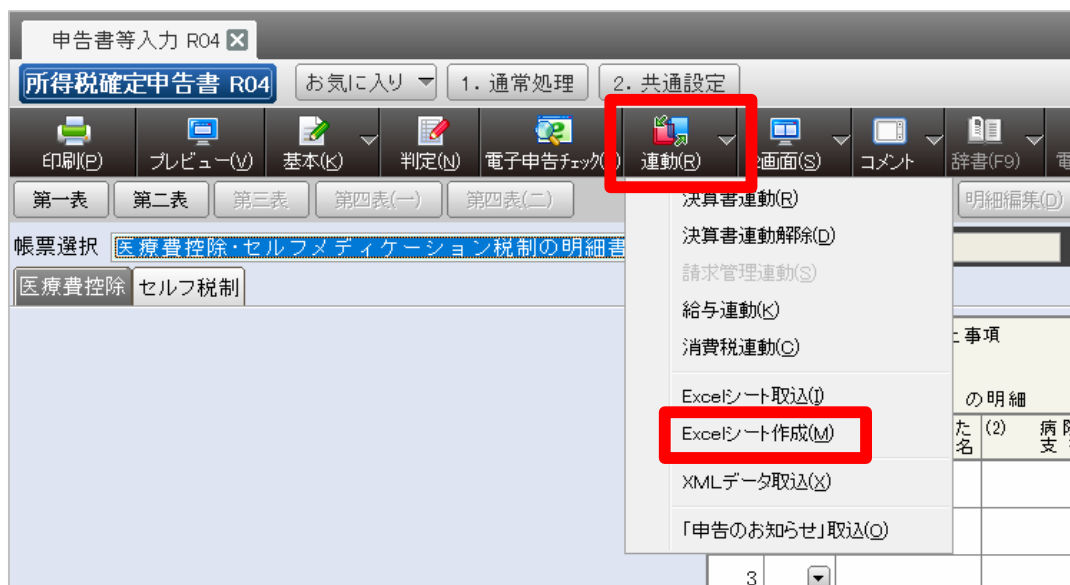 申告書等入力 R04
所得税確定申告書 R04 お気に入り 1. 通常処理 2. 共通設定
印刷(P) プレビュー(V) 基本(K) 判定(N) 電子申告チェック( ) 連動(R) 画面(S) コメント 辞書(F9) 電
第一表 第二表 第三表 第四表(一) 第四表(二) 明細編集(D)
帳票選択 医療費控除・セルフメディケーション税制の明細書
医療費控除 セルフ税制
決算書連動(R)
決算書連動解除(D)
請求管理連動(S)
給与連動(K)
消費税連動(C)
Excelシート取込(I)
Excelシート作成(M)
XMLデータ取込(X)
「申告のお知らせ」取込(O)
事項
の明細
た名 (2) 病 支
3